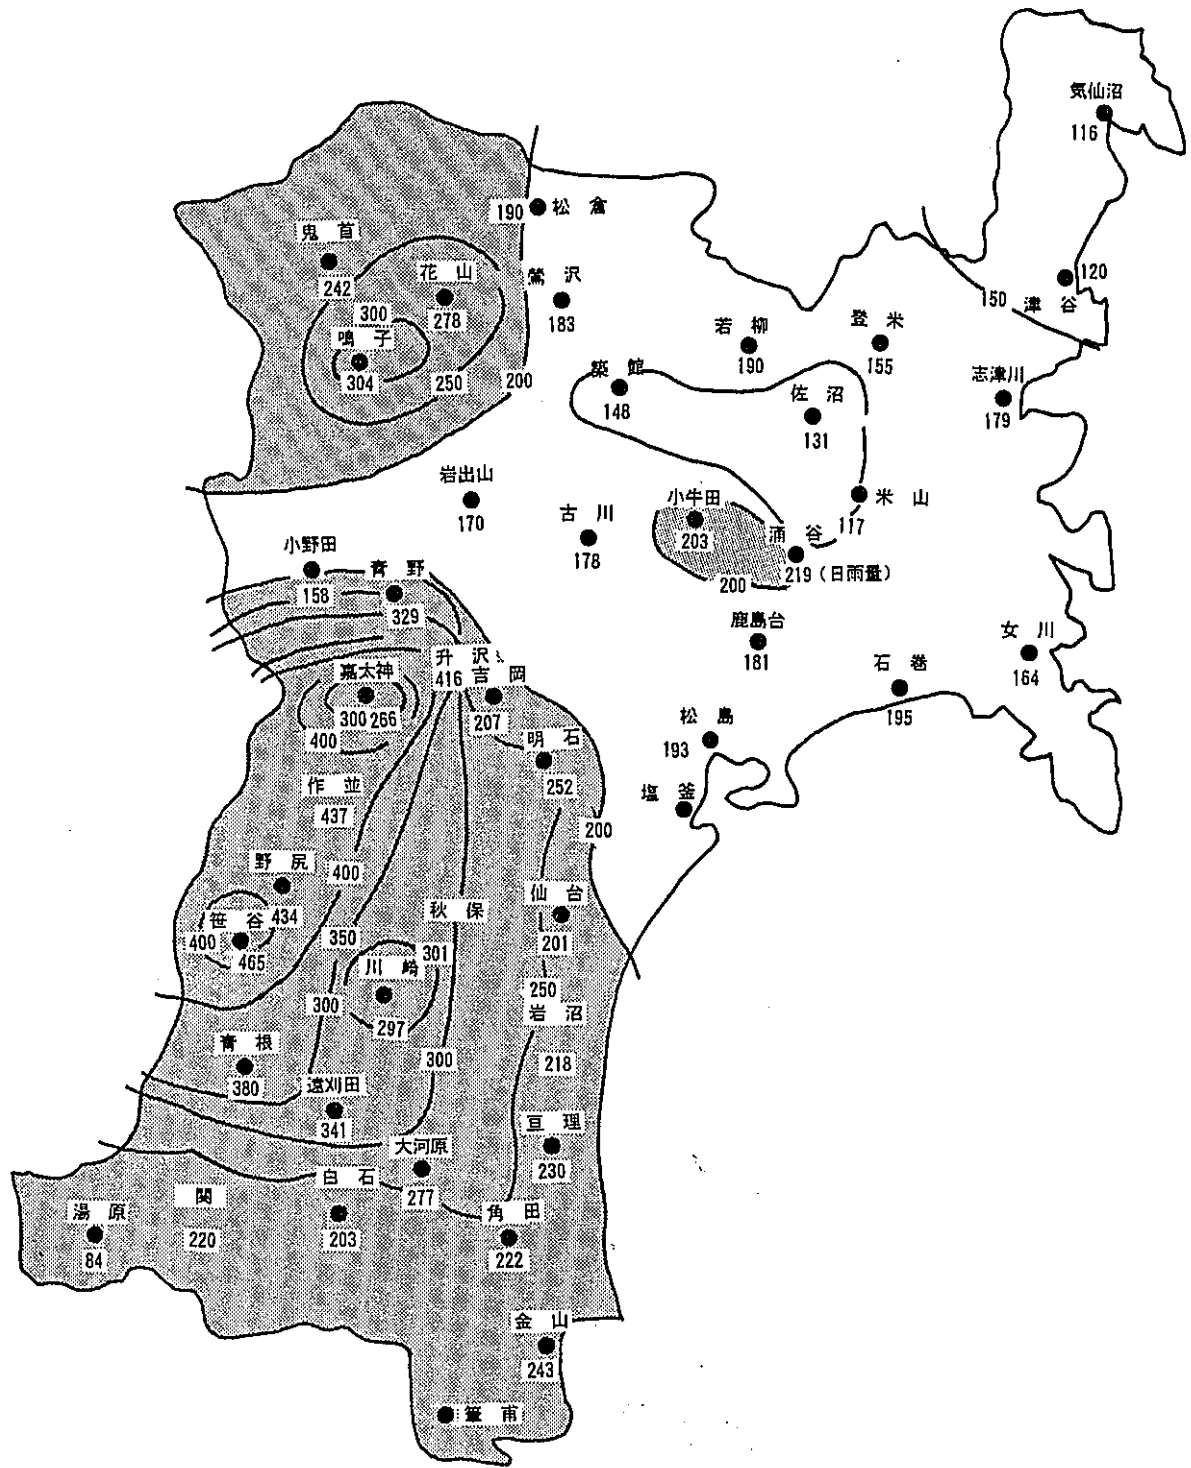 気仙沼
116
190 松倉
鬼首
242
花山
278
鶯沢
183
120
津谷
150
300
鳴子
304
250
200
若柳
190
登米
155
築館
148
佐沼
131
志津川
179
岩出山
170
古川
178
小牛田
203
米山
117
涌谷
219(日雨量)
200
小野田
158
青野
329
鹿島台
181
女川
164
石巻
195
升沢
416
吉岡
207
嘉太神
300 266
400
松島
193
明石
252
作並
437
塩釜
200
野尻
434
400
笹谷
400
465
秋保
301
仙台
201
350
川崎
297
300
250
岩沼
218
青根
380
300
遠刈田
341
亘理
230
大河原
277
白石
203
関
220
湯原
84
角田
222
金山
243
筆甫